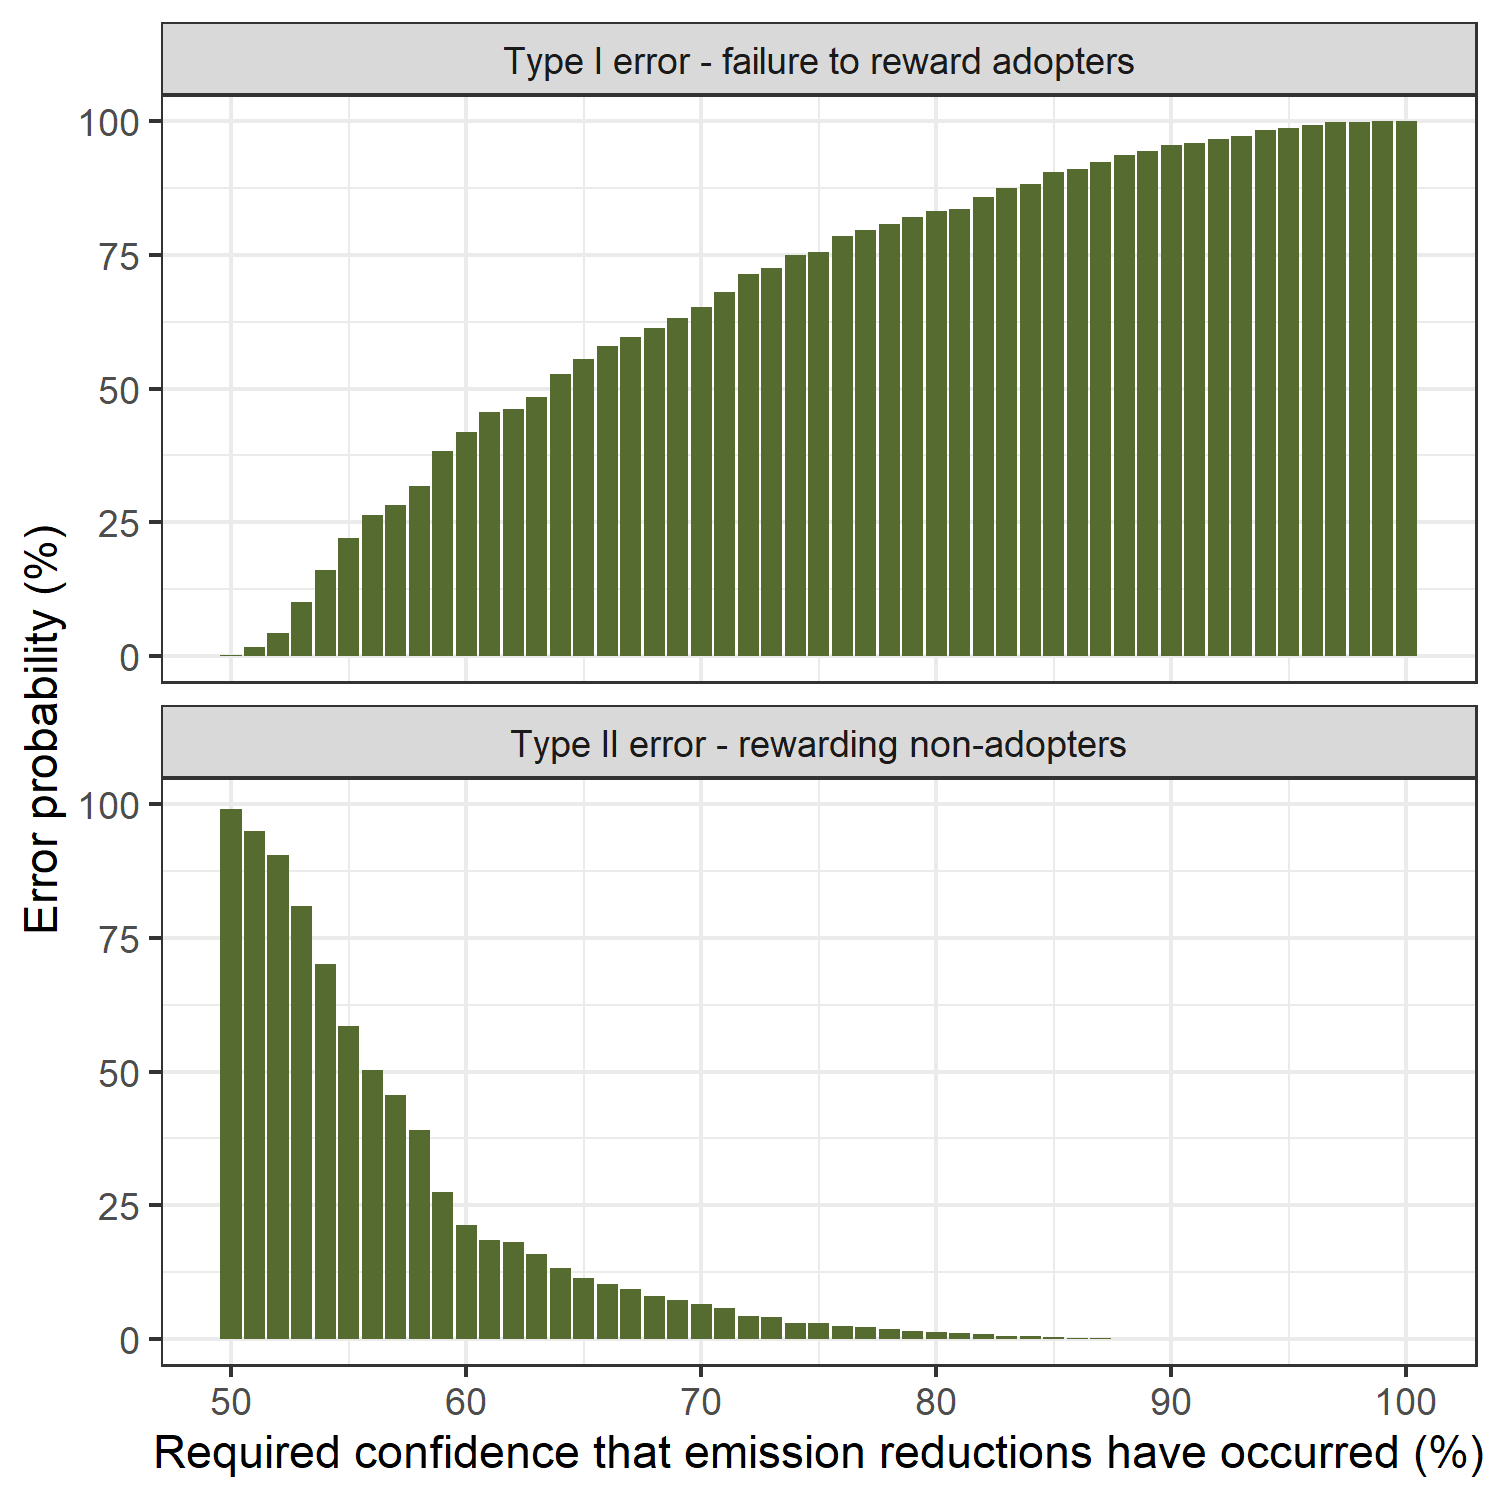 Type I error - failure to reward adopters
100
75
50
25
0
Type II error - rewarding non-adopters
100
75
50
25
0
Error probability (%)
50 60 70 80 90 100
Required confidence that emission reductions have occurred (%)